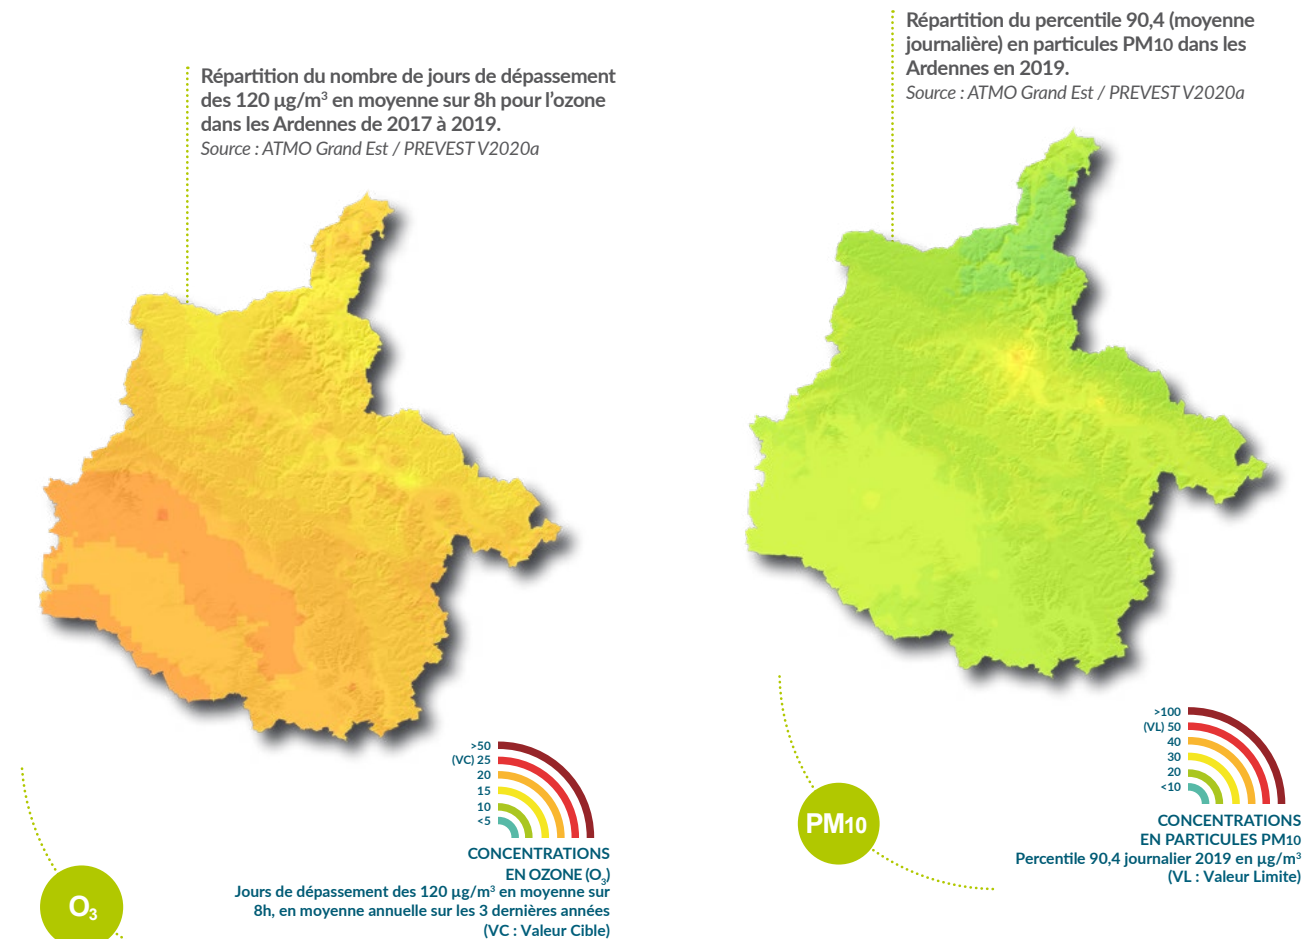 Répartition du nombre de jours de dépassement
des 120 µg/m³ en moyenne sur 8h pour l’ozone
dans les Ardennes de 2017 à 2019.
Source : ATMO Grand Est / PREVEST V2020a
>50
(VC) 25
20
15
10
<5
CONCENTRATIONS
EN OZONE (O₃)
Jours de dépassement des 120 µg/m³ en moyenne sur
8h, en moyenne annuelle sur les 3 dernières années
(VC : Valeur Cible)
O₃
Répartition du percentile 90,4 (moyenne
journalière) en particules PM10 dans les
Ardennes en 2019.
Source : ATMO Grand Est / PREVEST V2020a
>100
(VL) 50
40
30
20
<10
CONCENTRATIONS
EN PARTICULES PM10
Percentile 90,4 journalier 2019 en µg/m³
(VL : Valeur Limite)
PM10